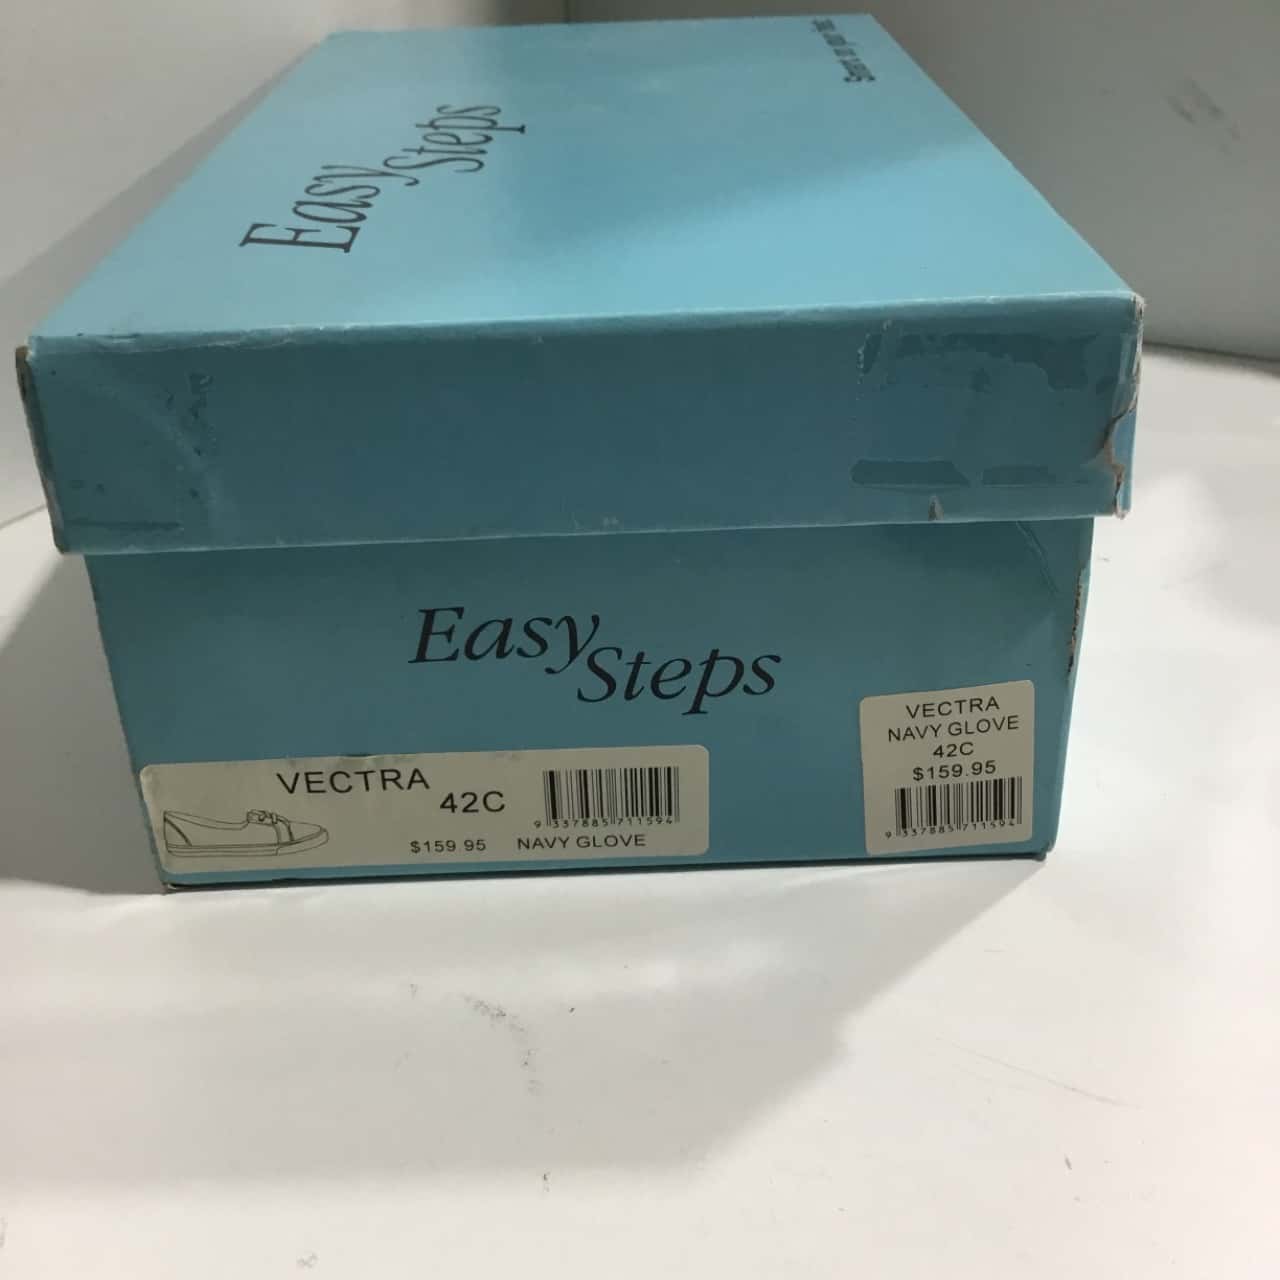 Easy
Steps
Easy
Steps
VECTRA
42C
9 337885 711594
$159 95 NAVY GLOVE
VECTRA
NAVY GLOVE
42C
$159.95
9 337885 711594